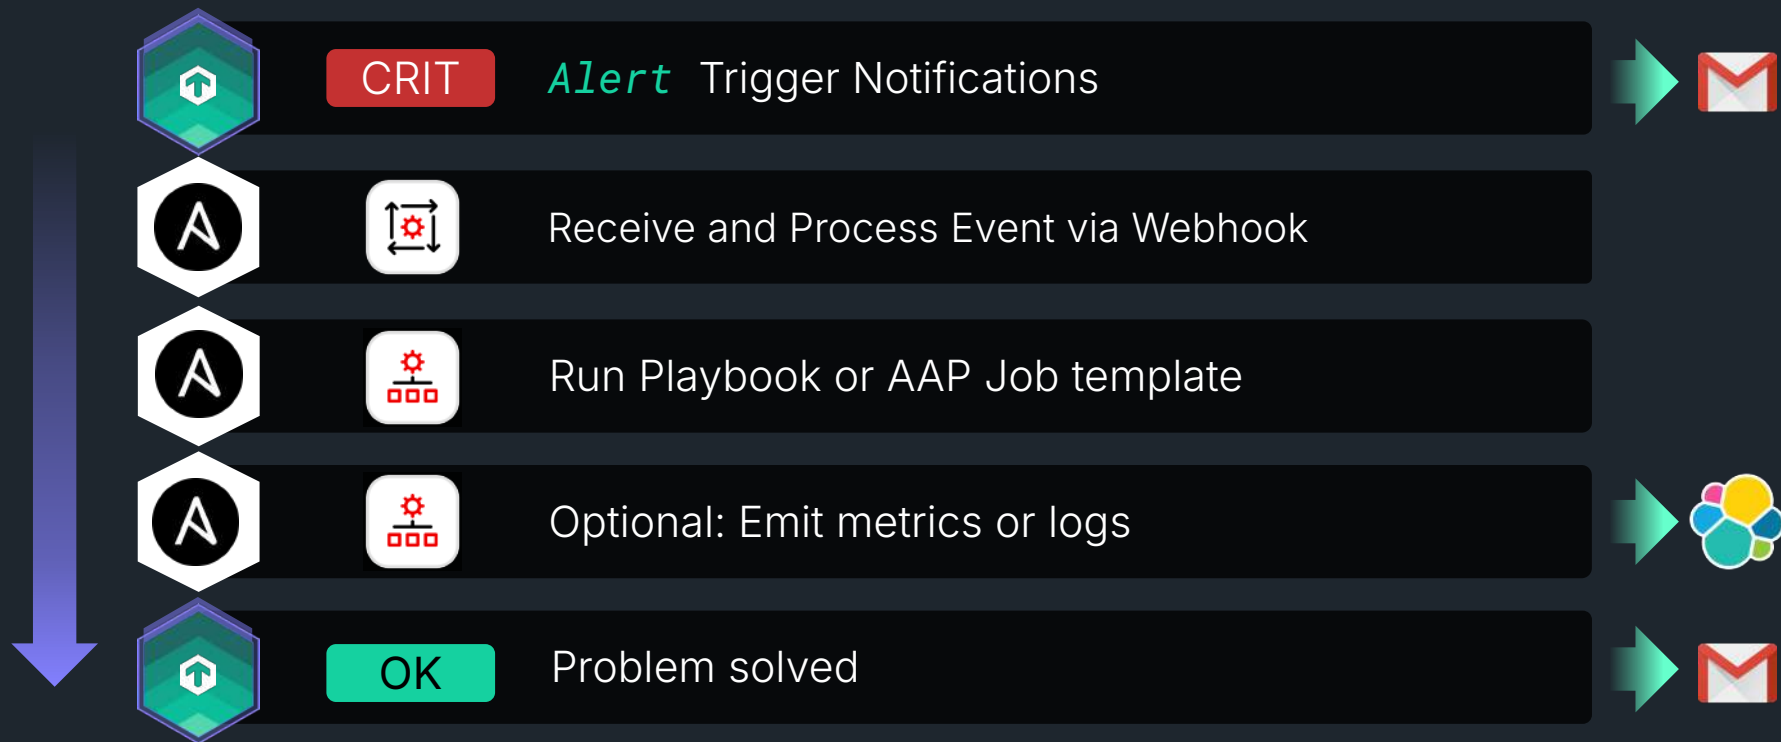 CRIT Alert Trigger Notifications
Receive and Process Event via Webhook
Run Playbook or AAP Job template
Optional: Emit metrics or logs
OK Problem solved